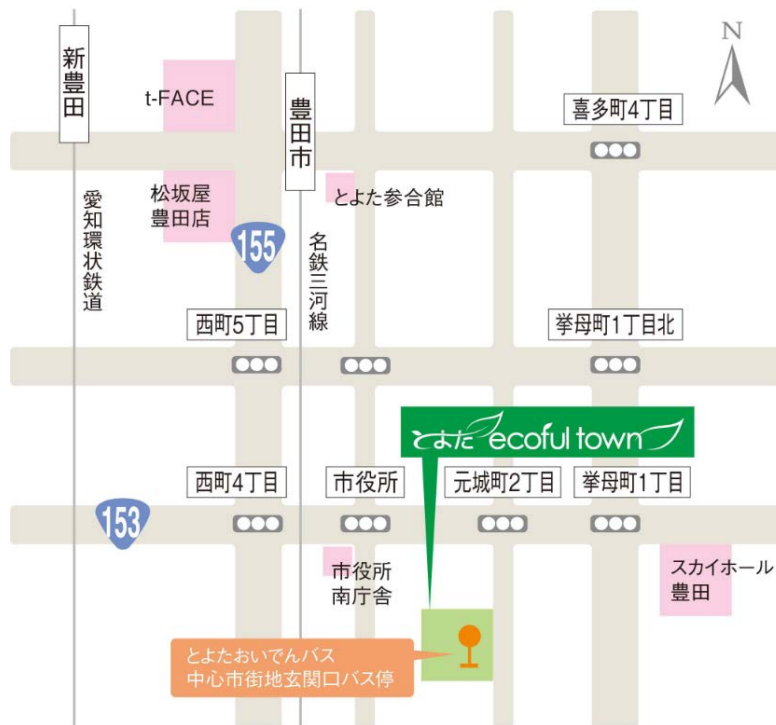 N
新豊田
t-FACE
豊田市
喜多町4丁目
松坂屋
豊田店
とよた参合館
愛知環状鉄道
155
名鉄三河線
西町5丁目
挙母町1丁目北
とよた ecoful town
西町4丁目
市役所
元城町2丁目
挙母町1丁目
153
市役所
南庁舎
スカイホール
豊田
とよたおいでんバス
中心市街地玄関口バス停